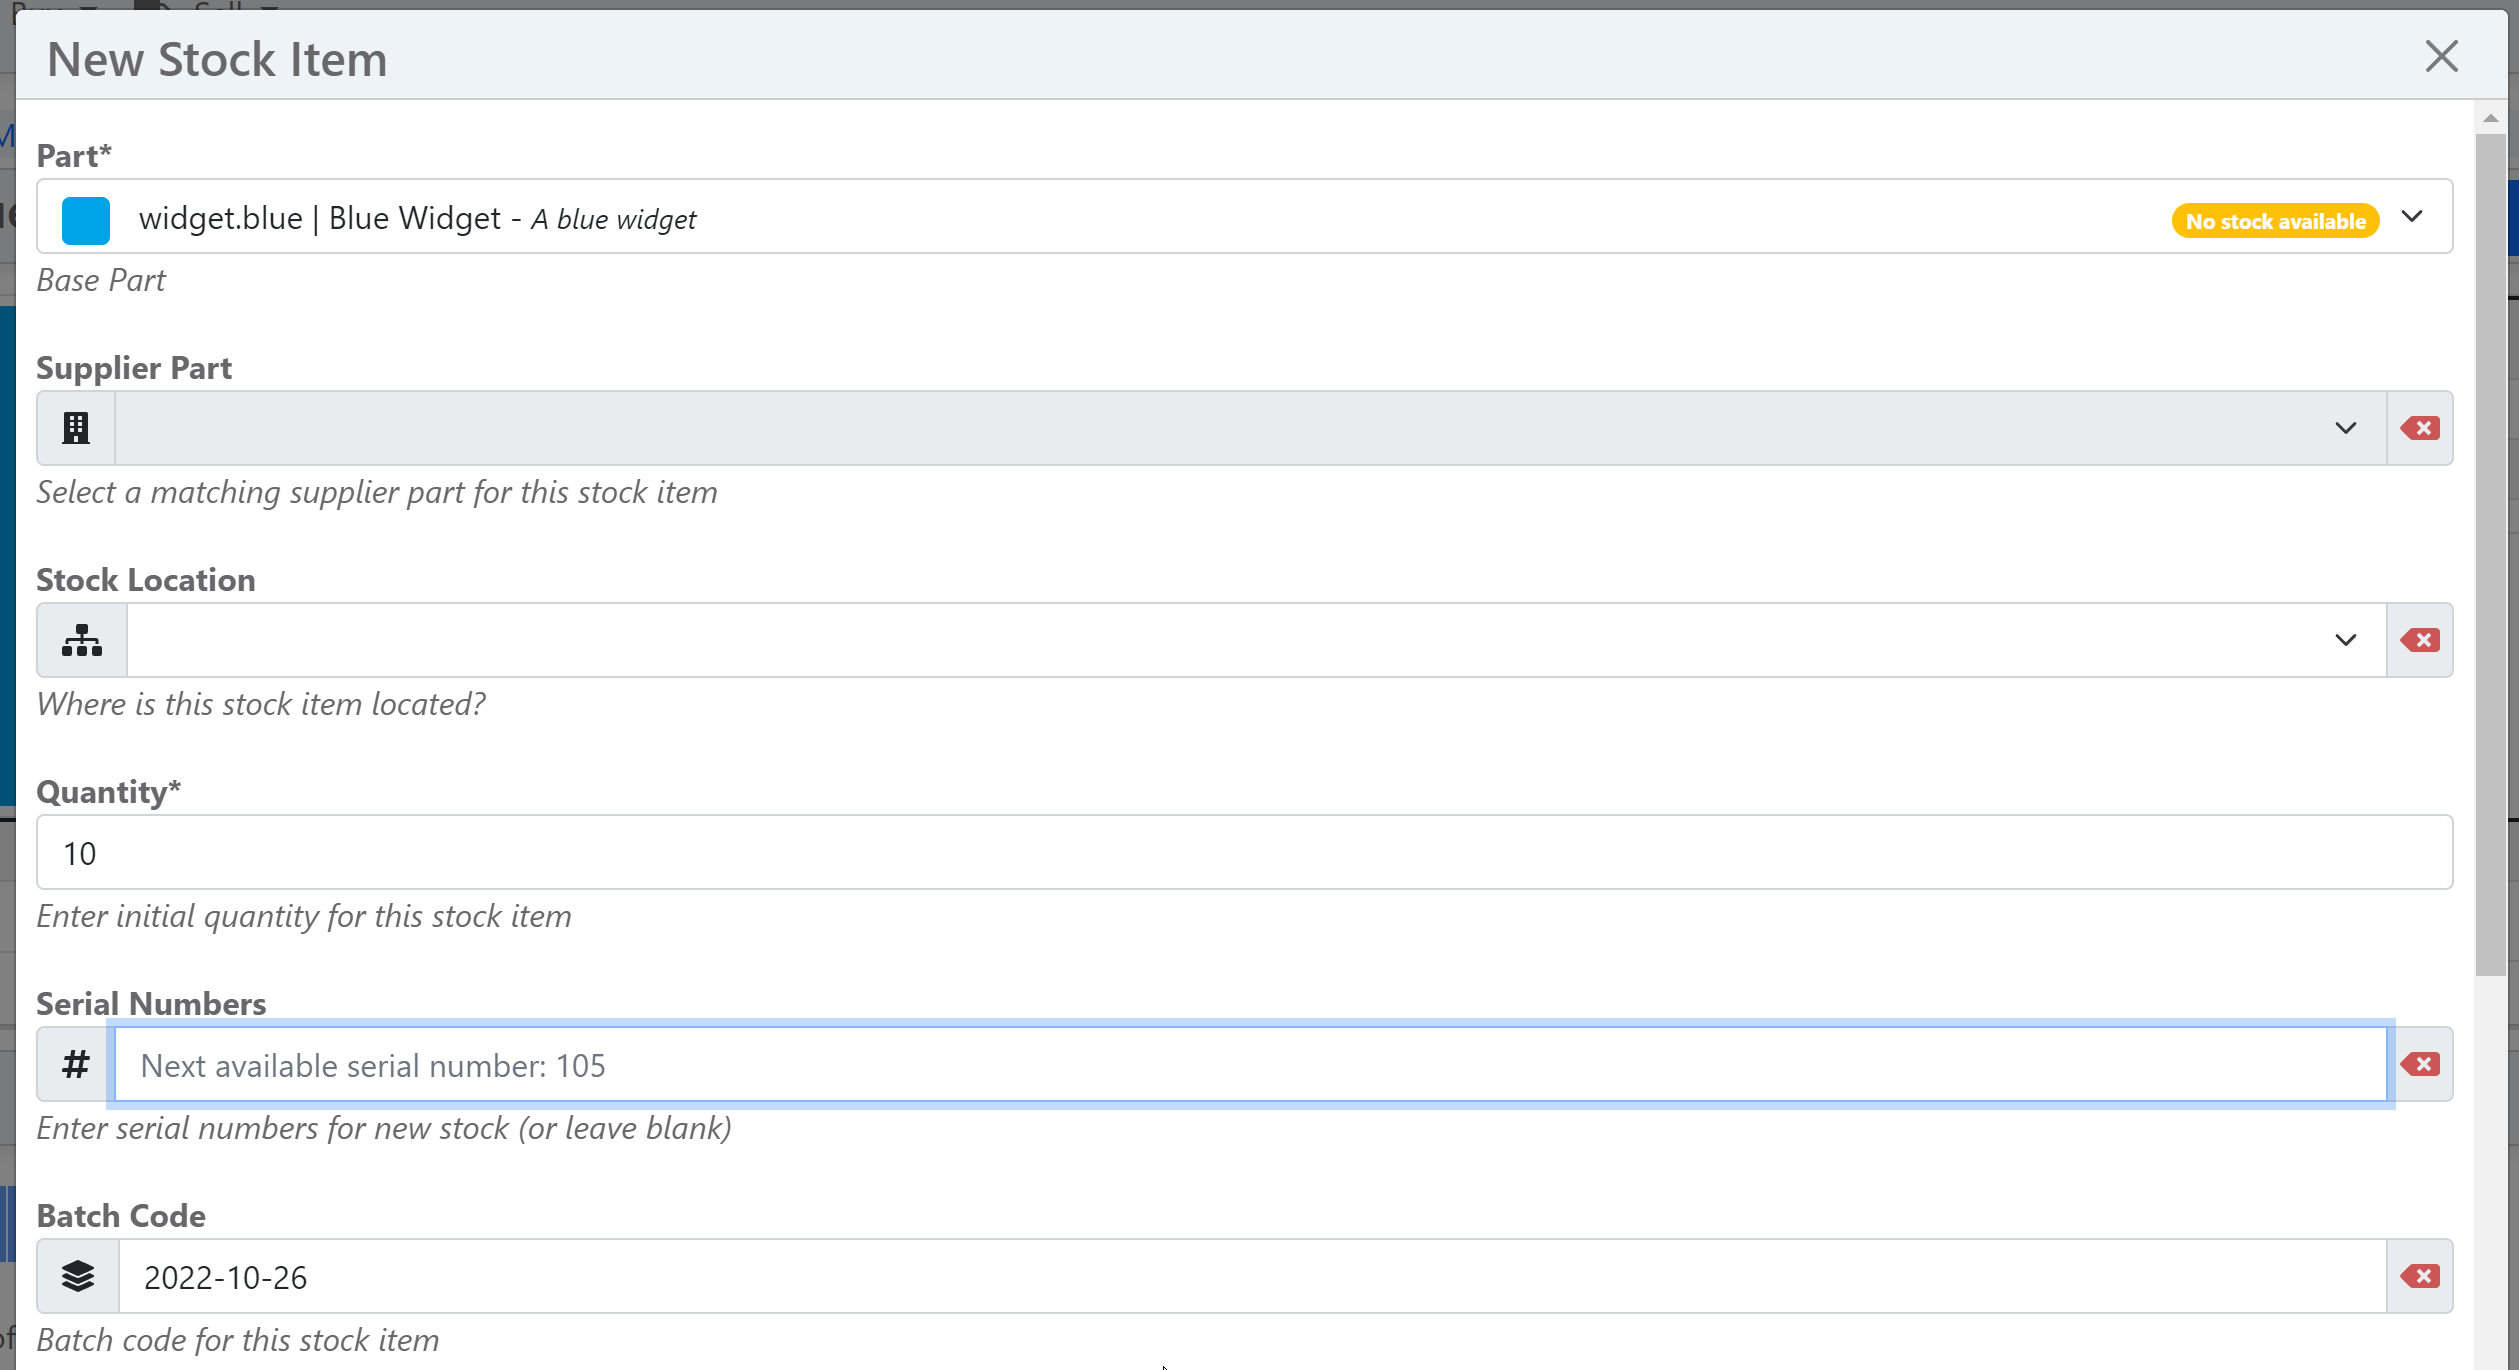 New Stock Item
Part*
widget.blue | Blue Widget - A blue widget
No stock available
Base Part
Supplier Part
Select a matching supplier part for this stock item
Stock Location
Where is this stock item located?
Quantity*
10
Enter initial quantity for this stock item
Serial Numbers
# Next available serial number: 105
Enter serial numbers for new stock (or leave blank)
Batch Code
2022-10-26
Batch code for this stock item